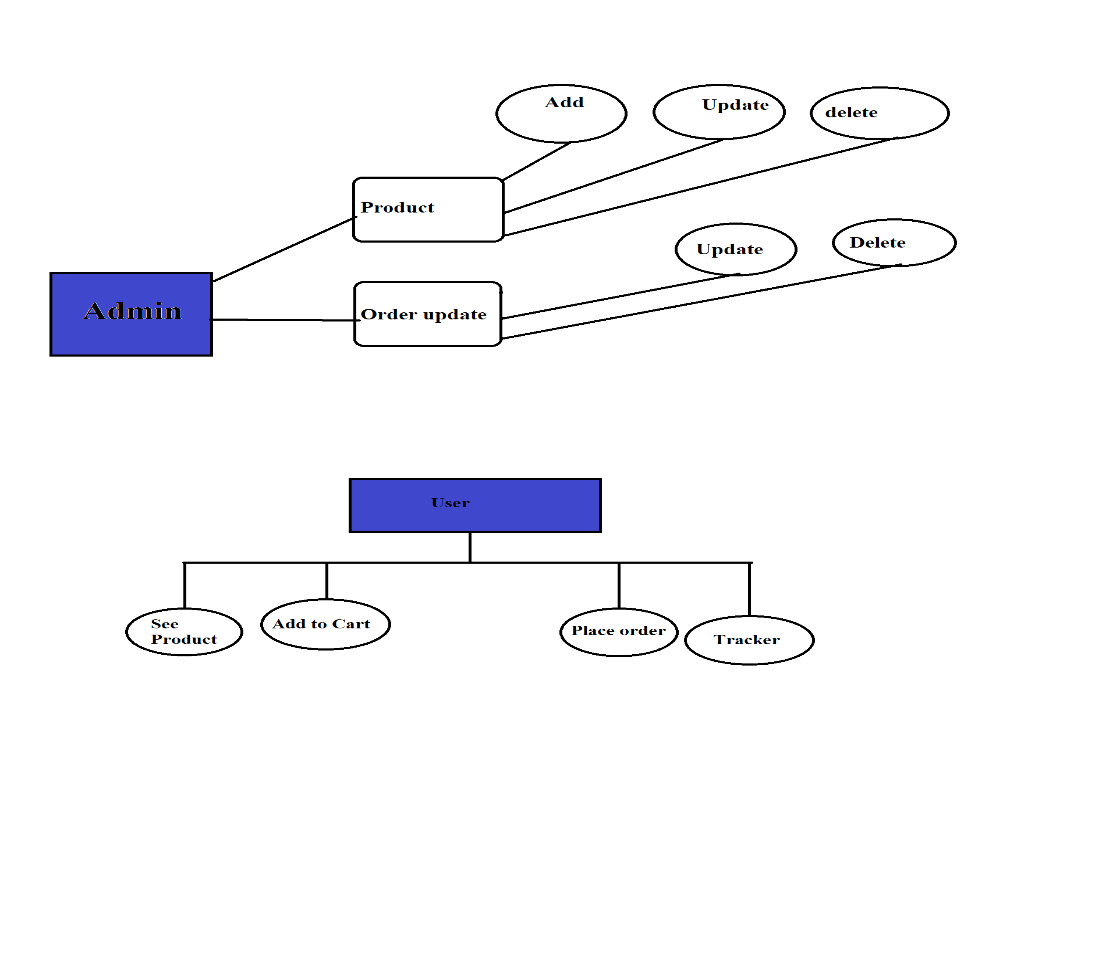 Add
Update
delete
Product
Update
Delete
Admin
Order update
User
See
Product
Add to Cart
Place order
Tracker